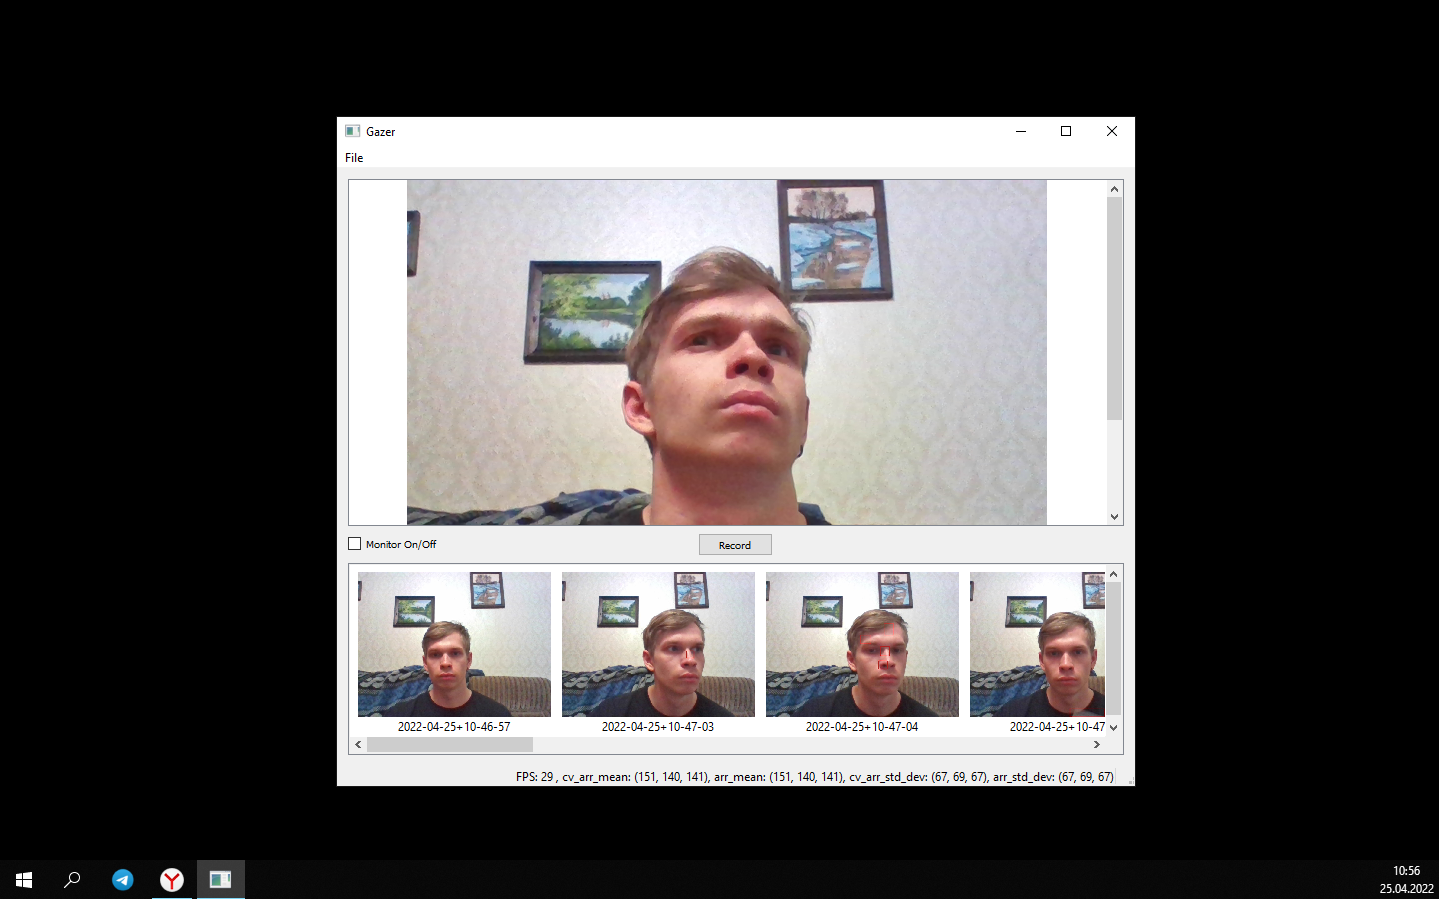 Gazer
File
Monitor On/Off
Record
2022-04-25+10-46-57
2022-04-25+10-47-03
2022-04-25+10-47-04
2022-04-25+10-47
FPS: 29 , cv_arr_mean: (151, 140, 141), arr_mean: (151, 140, 141), cv_arr_std_dev: (67, 69, 67), arr_std_dev: (67, 69, 67)
10:56
25.04.2022